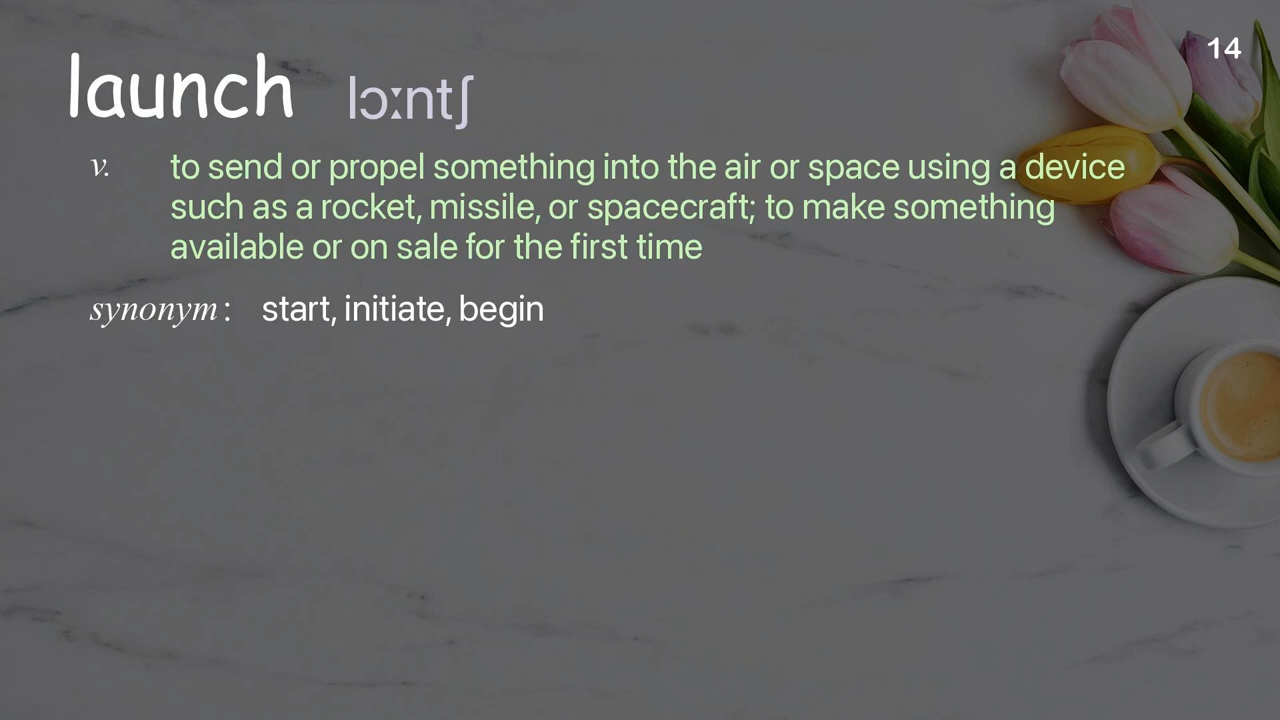 14
launch lɔːntʃ
v. to send or propel something into the air or space using a device
such as a rocket, missile, or spacecraft; to make something
available or on sale for the first time
synonym: start, initiate, begin